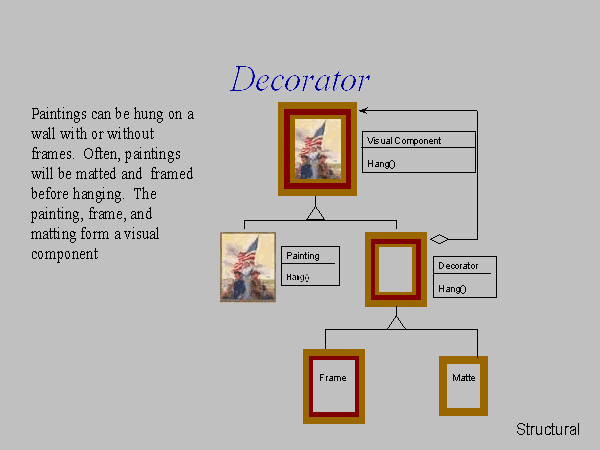 Decorator
Paintings can be hung on a
wall with or without
frames. Often, paintings
will be matted and framed
before hanging. The
painting, frame, and
matting form a visual
component
Visual Component
Hang()
Painting
Hang()
Decorator
Hang()
Frame
Matte
Structural